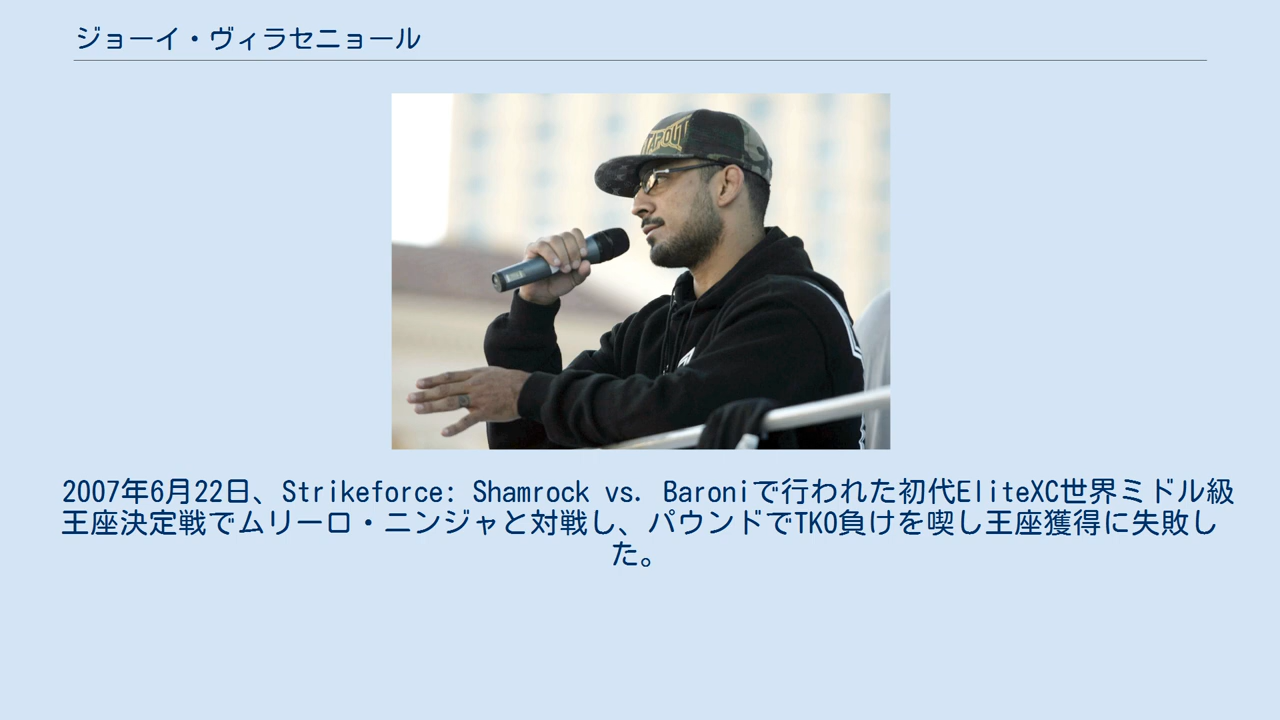 ジョーイ・ヴィラセニョール
TAPOUT
2007年6月22日、Strikeforce: Shamrock vs. Baroniで行われた初代EliteXC世界ミドル級
王座決定戦でムリーロ・ニンジャと対戦し、パウンドでTKO負けを喫し王座獲得に失敗し
た。